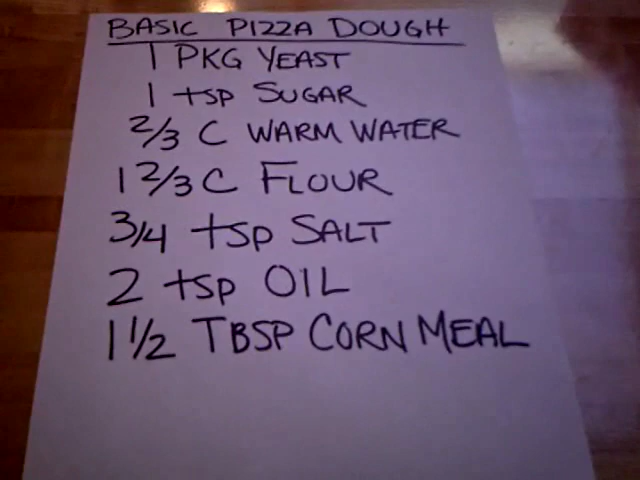 BASIC PIZZA DOUGH
1 PKG YEAST
1 tsp SUGAR
2/3 C WARM WATER
1 2/3 C FLOUR
3/4 tsp SALT
2 tsp OIL
1 1/2 TBSP CORN MEAL